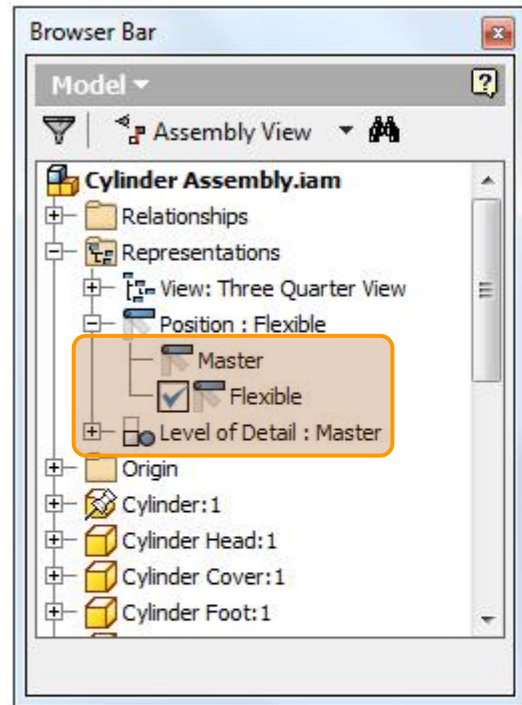 Browser Bar
Model
Assembly View
Cylinder Assembly.iam
Relationships
Representations
View: Three Quarter View
Position : Flexible
Master
Flexible
Level of Detail : Master
Origin
Cylinder:1
Cylinder Head:1
Cylinder Cover:1
Cylinder Foot:1